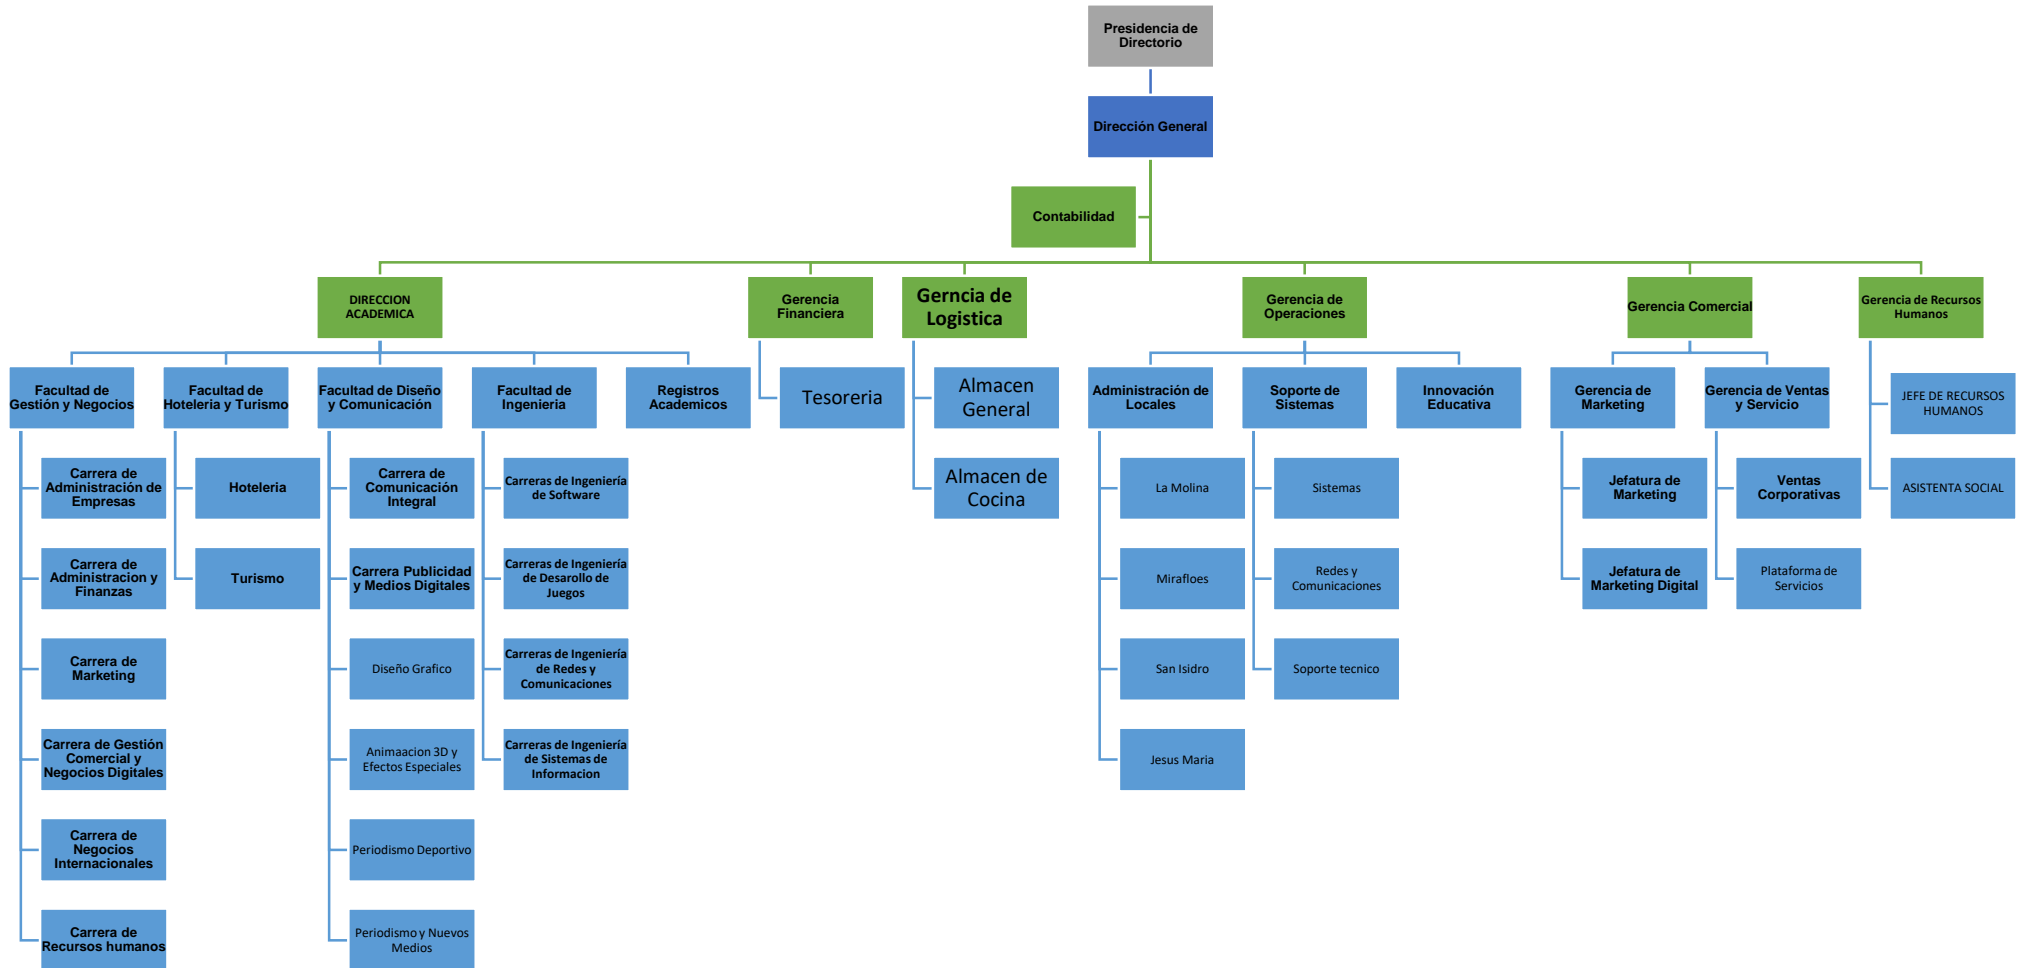 Presidencia de
Directorio
Dirección General
Contabilidad
DIRECCION
ACADEMICA
Gerencia
Financiera
Gerncia de
Logistica
Gerencia de
Operaciones
Gerencia Comercial
Gerencia de Recursos
Humanos
Facultad de
Gestión y Negocios
Facultad de
Hoteleria y Turismo
Facultad de Diseño
y Comunicación
Facultad de
Ingenieria
Registros
Academicos
Tesoreria
Almacen
General
Administración de
Locales
Soporte de
Sistemas
Innovación
Educativa
Gerencia de
Marketing
Gerencia de Ventas
y Servicio
JEFE DE RECURSOS
HUMANOS
Carrera de
Administración de
Empresas
Hoteleria
Carrera de
Comunicación
Integral
Carreras de Ingeniería
de Software
Almacen de
Cocina
La Molina
Sistemas
Jefatura de
Marketing
Ventas
Corporativas
ASISTENTA SOCIAL
Carrera de
Administracion y
Finanzas
Turismo
Carrera Publicidad
y Medios Digitales
Carreras de Ingeniería
de Desarollo de
Juegos
Mirafloes
Redes y
Comunicaciones
Jefatura de
Marketing Digital
Plataforma de
Servicios
Carrera de
Marketing
Diseño Grafico
Carreras de Ingeniería
de Redes y
Comunicaciones
San Isidro
Soporte tecnico
Carrera de Gestión
Comercial y
Negocios Digitales
Animaacion 3D y
Efectos Especiales
Carreras de Ingeniería
de Sistemas de
Informacion
Jesus Maria
Carrera de
Negocios
Internacionales
Periodismo Deportivo
Carrera de
Recursos humanos
Periodismo y Nuevos
Medios